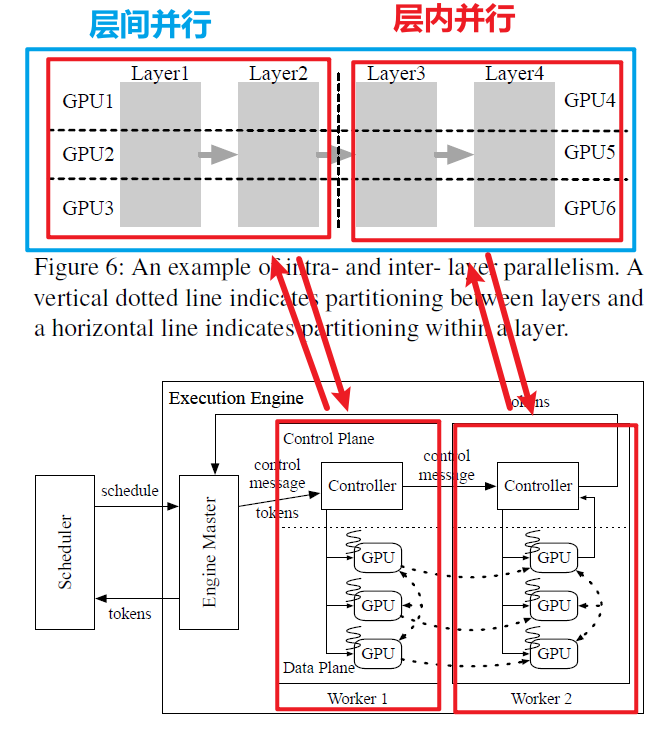 层间并行
层内并行
Layer1
Layer2
Layer3
Layer4
GPU1
GPU4
GPU2
GPU5
GPU3
GPU6
Figure 6: An example of intra- and inter- layer parallelism. A
vertical dotted line indicates partitioning between layers and
a horizontal line indicates partitioning within a layer.
Execution Engine
tokens
Control Plane
Scheduler
schedule
tokens
Engine Master
control
message
tokens
Controller
control
message
Controller
GPU
GPU
GPU
GPU
GPU
GPU
Data Plane
Worker 1
Worker 2